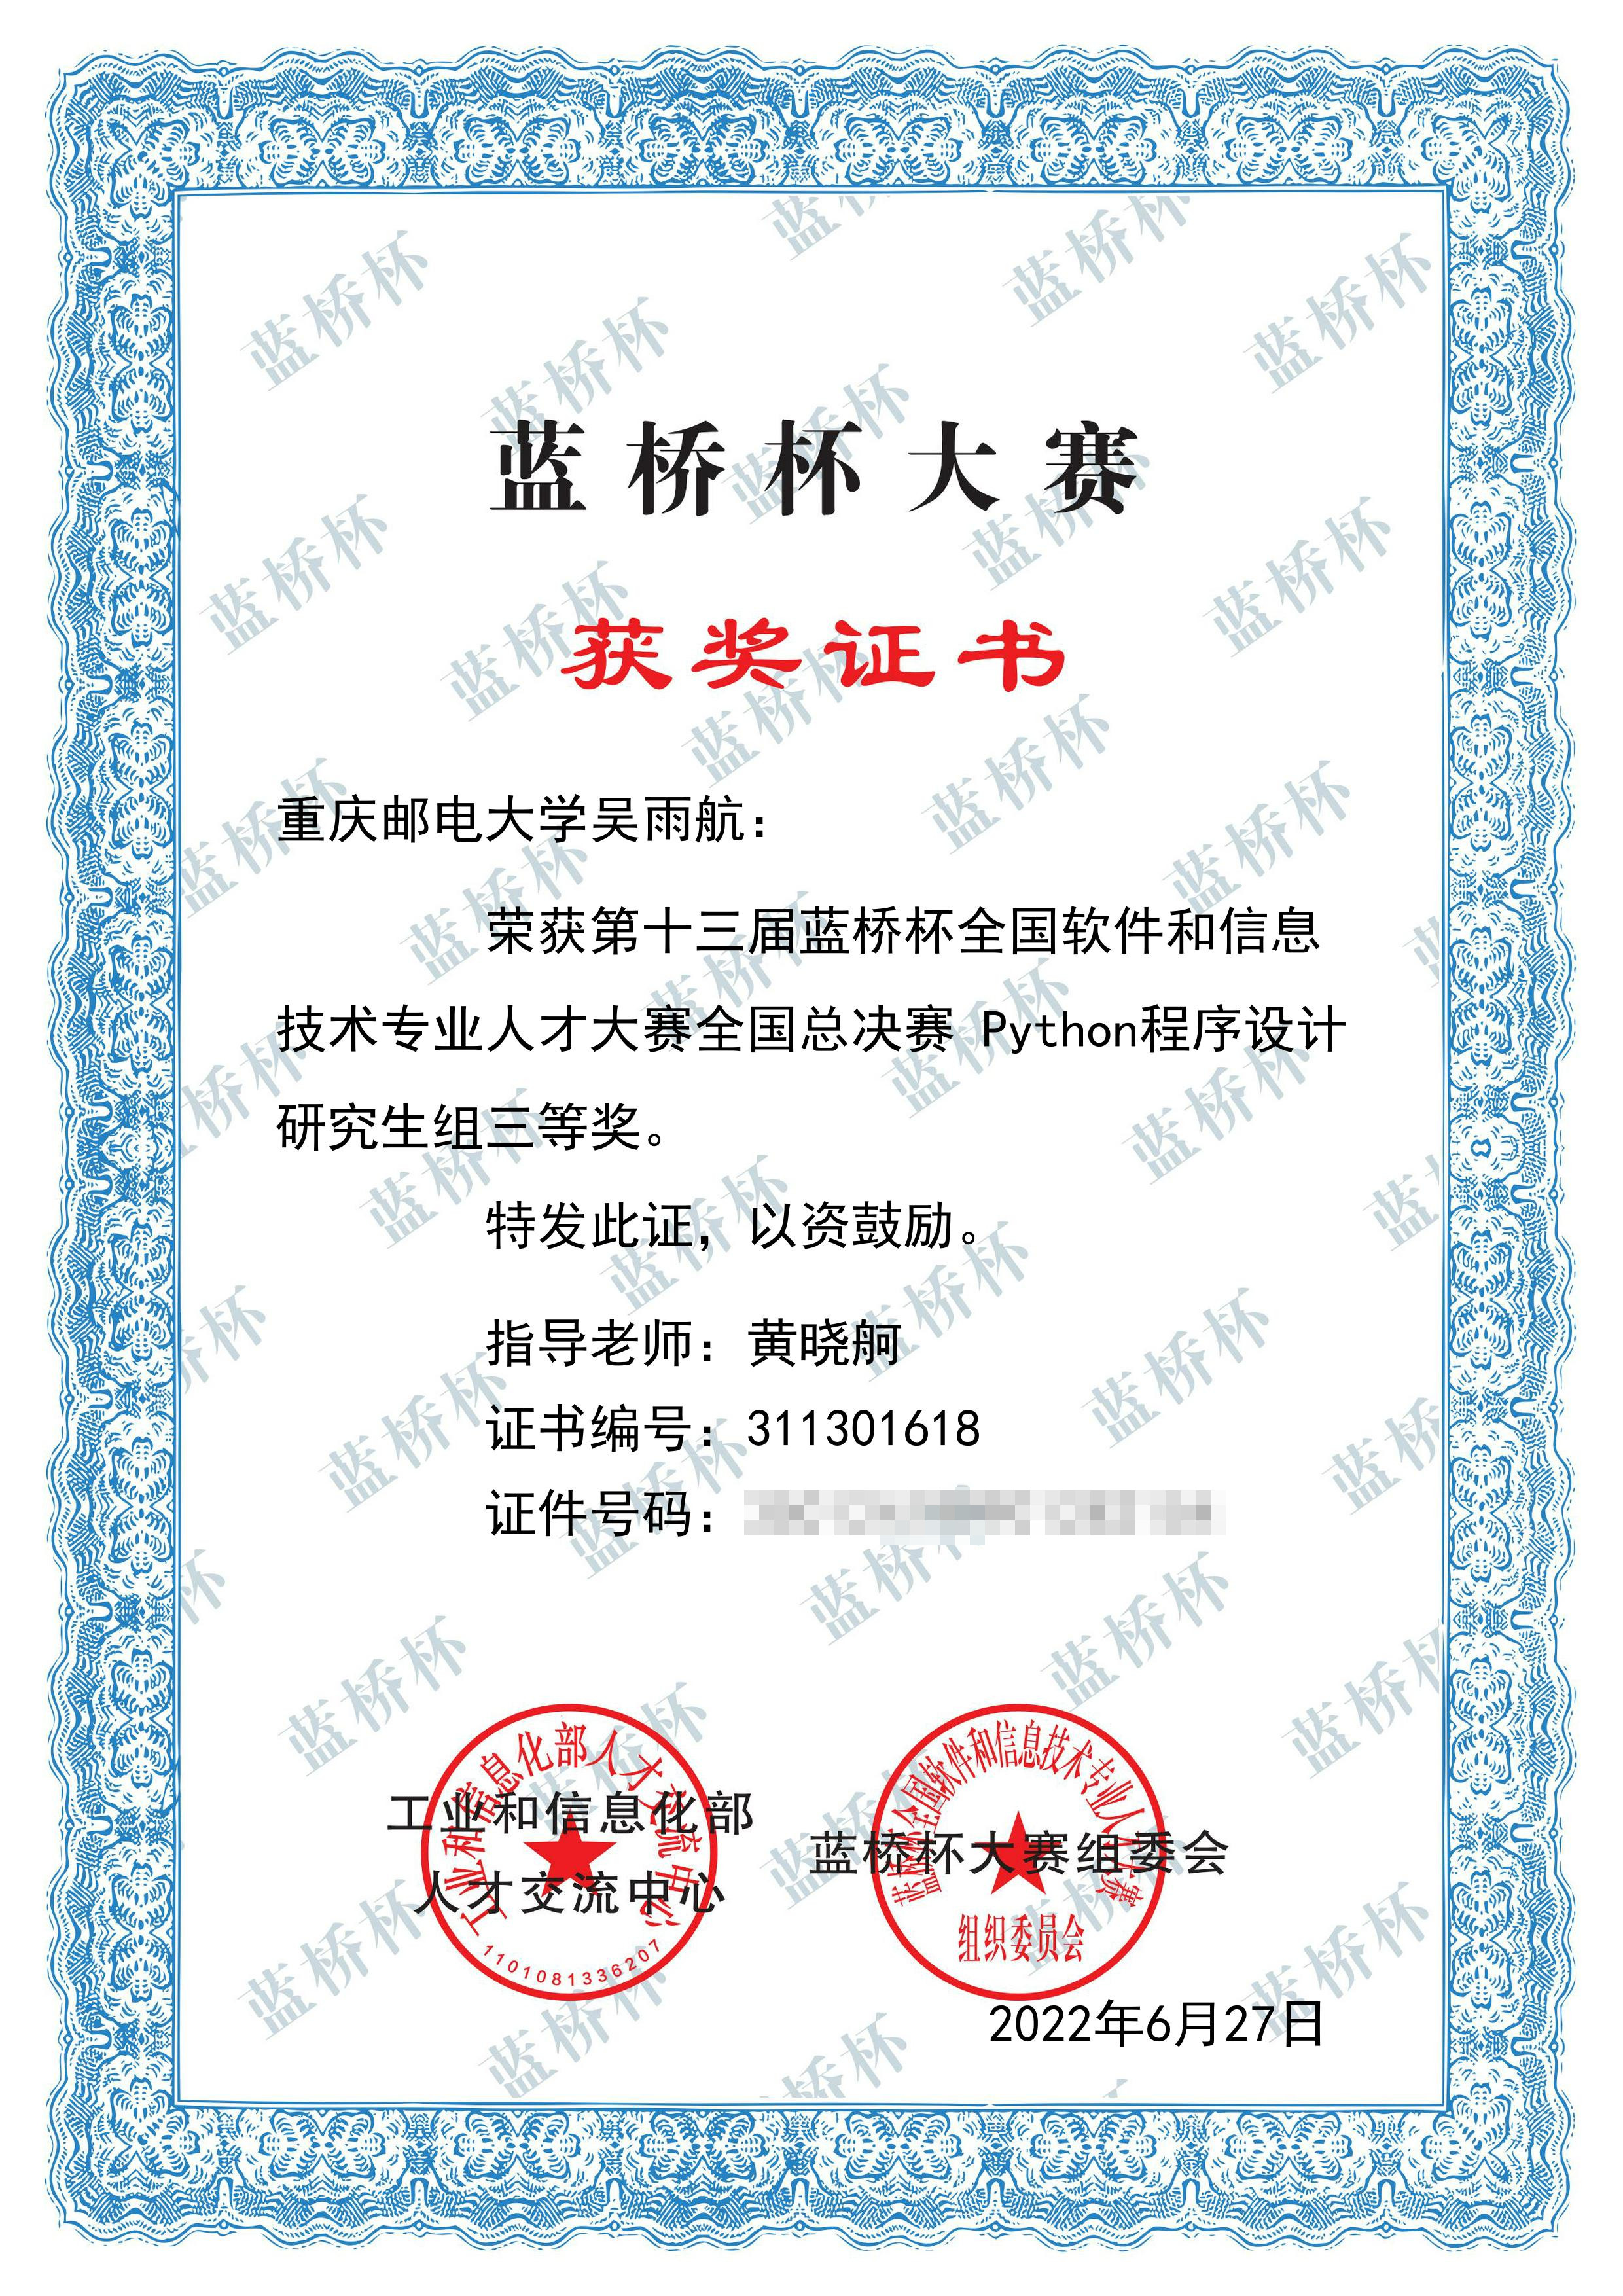 蓝桥杯大赛
获奖证书
重庆邮电大学吴雨航：
荣获第十三届蓝桥杯全国软件和信息
技术专业人才大赛全国总决赛 Python程序设计
研究生组三等奖。
特发此证，以资鼓励。
指导老师：黄晓舸
证书编号：311301618
证件号码：
工业和信息化部
人才交流中心
蓝桥杯大赛组委会
工业和信息化部人才交流中心
1101081336207
蓝桥杯全国软件和信息技术专业人才大赛
组织委员会
2022年6月27日
蓝桥杯